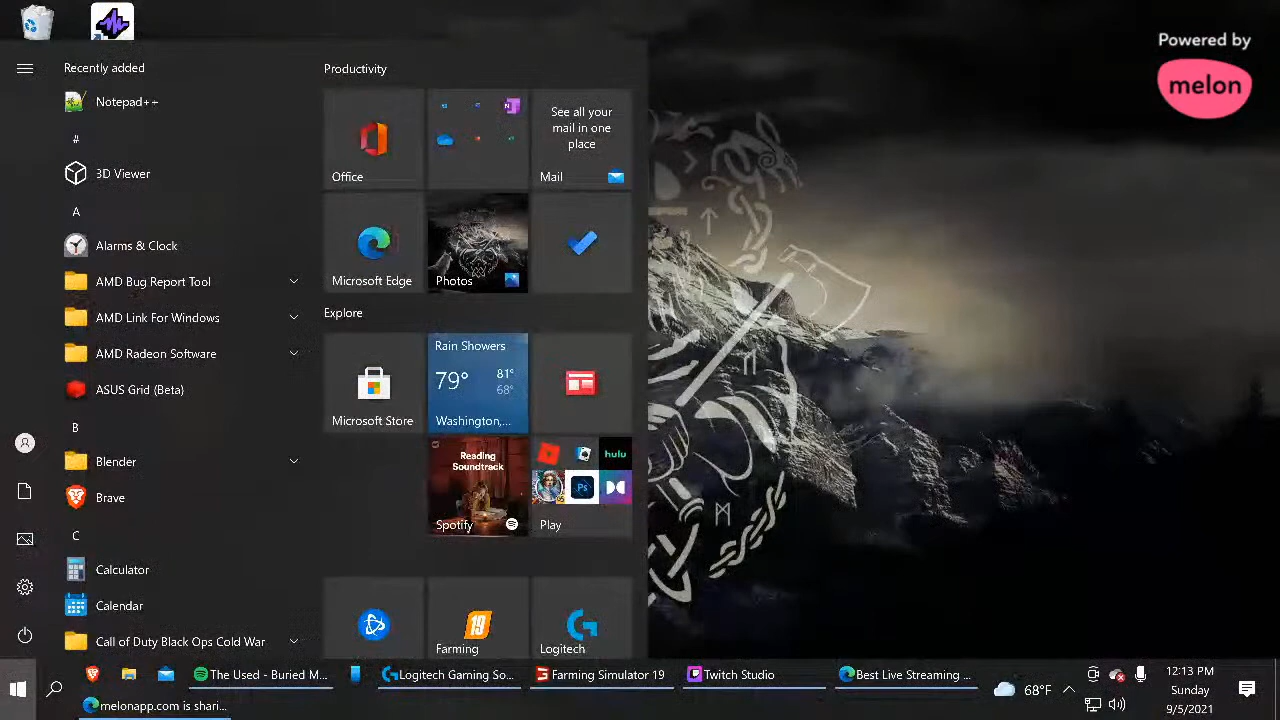 Powered by
melon
Recently added
Notepad++
#
3D Viewer
A
Alarms & Clock
AMD Bug Report Tool
AMD Link For Windows
AMD Radeon Software
ASUS Grid (Beta)
B
Blender
Brave
C
Calculator
Calendar
Call of Duty Black Ops Cold War
Productivity
Office
See all your
mail in one
place
Mail
Microsoft Edge
Photos
Explore
Microsoft Store
Rain Showers
79°
81°
68°
Washington,...
Reading
Soundtrack
Spotify
hulu
Ps
Play
19
Farming
Logitech
The Used - Buried M...
Logitech Gaming So...
Farming Simulator 19
Twitch Studio
Best Live Streaming ...
68°F
12:13 PM
Sunday
9/5/2021
melonapp.com is shari...